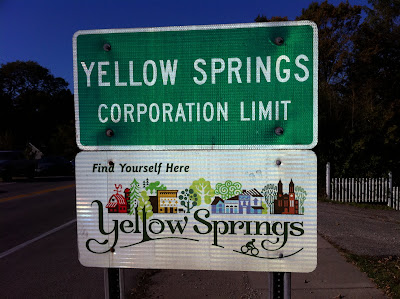 YELLOW SPRINGS
CORPORATION LIMIT
Find Yourself Here
Yellow Springs